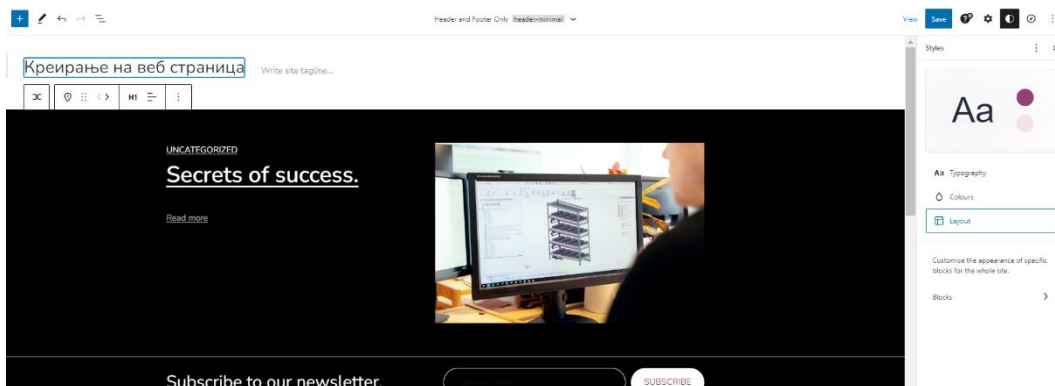 Header and Footer Only header-minimal
View Save
Styles
Креирање на веб страница Write site tagline...
H1
Aa
UNCATEGORIZED
Secrets of success.
Read more
Aa Typography
Colours
Layout
Customise the appearance of specific
blocks for the whole site.
Blocks
Subscribe to our newsletter.
SUBSCRIBE